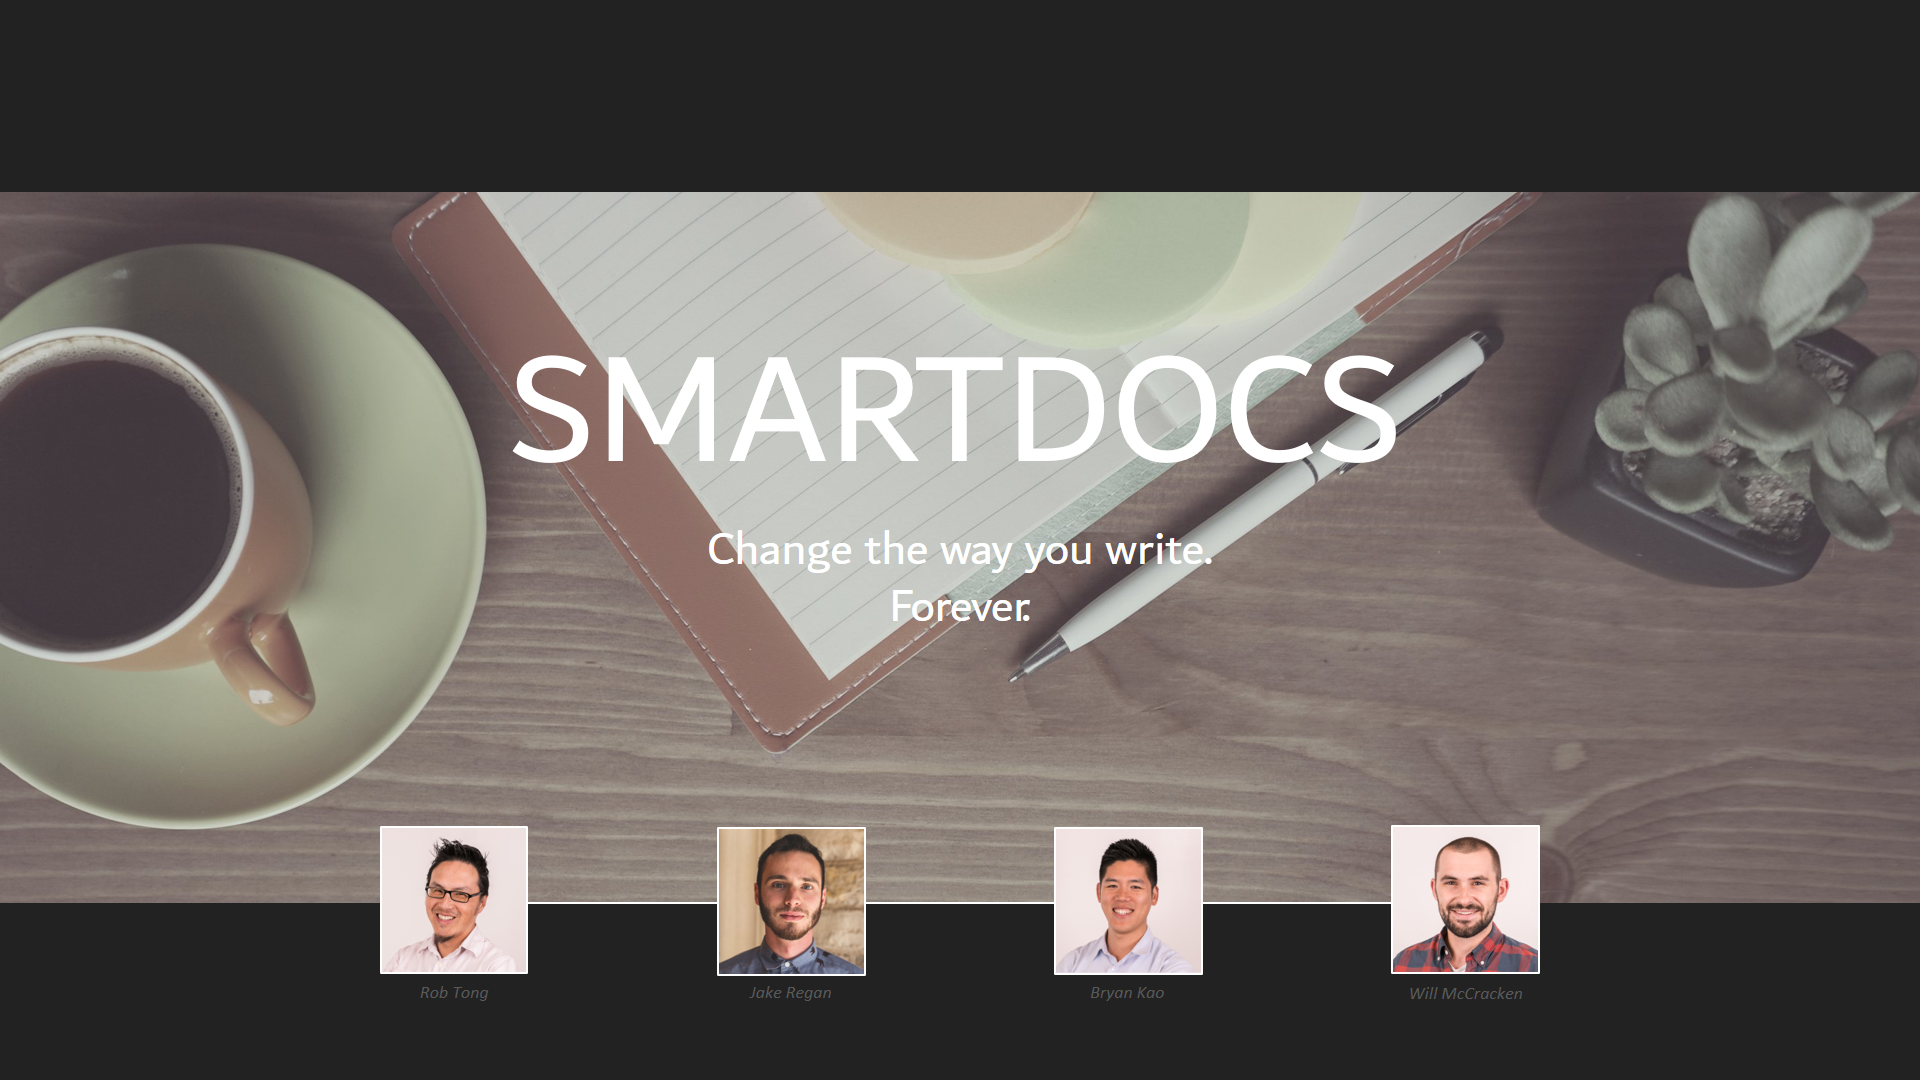 SMARTDOCS
Change the way you write.
Forever.
Rob Tong
Jake Regan
Bryan Kao
Will McCracken